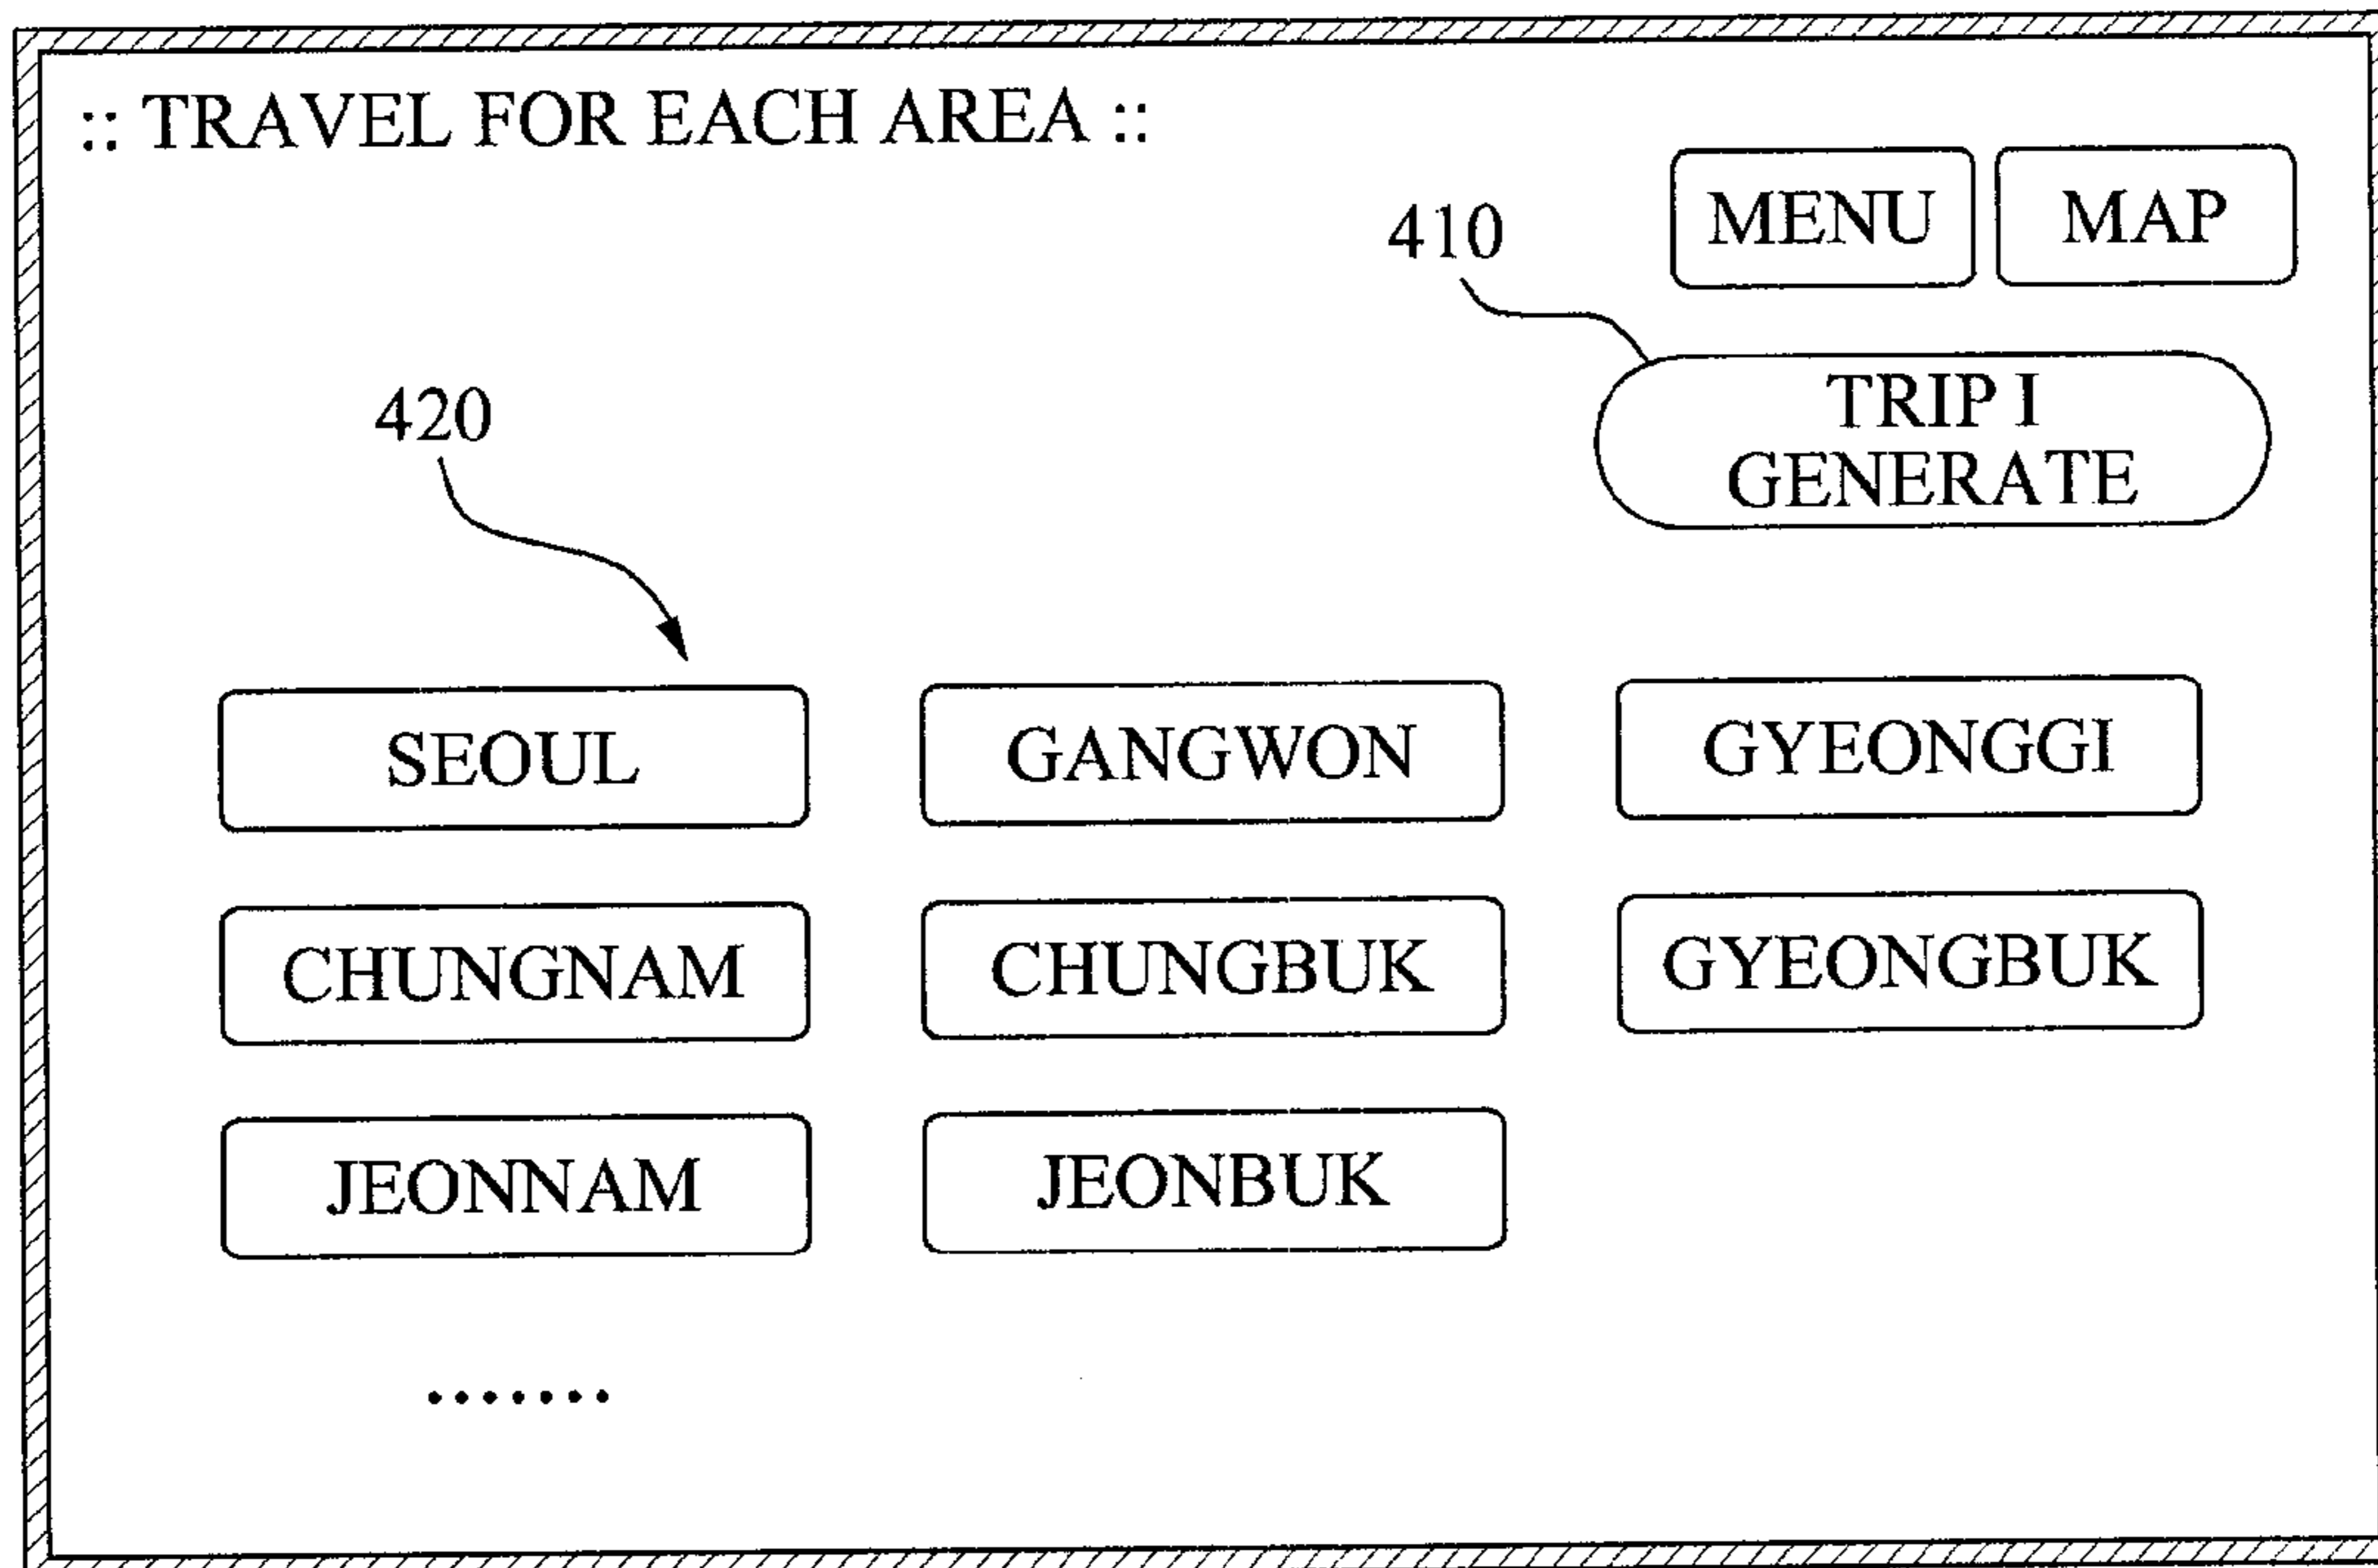 :: TRAVEL FOR EACH AREA ::
MENU MAP
410
TRIP I
GENERATE
420
SEOUL GANGWON GYEONGGI
CHUNGNAM CHUNGBUK GYEONGBUK
JEONNAM JEONBUK
.......